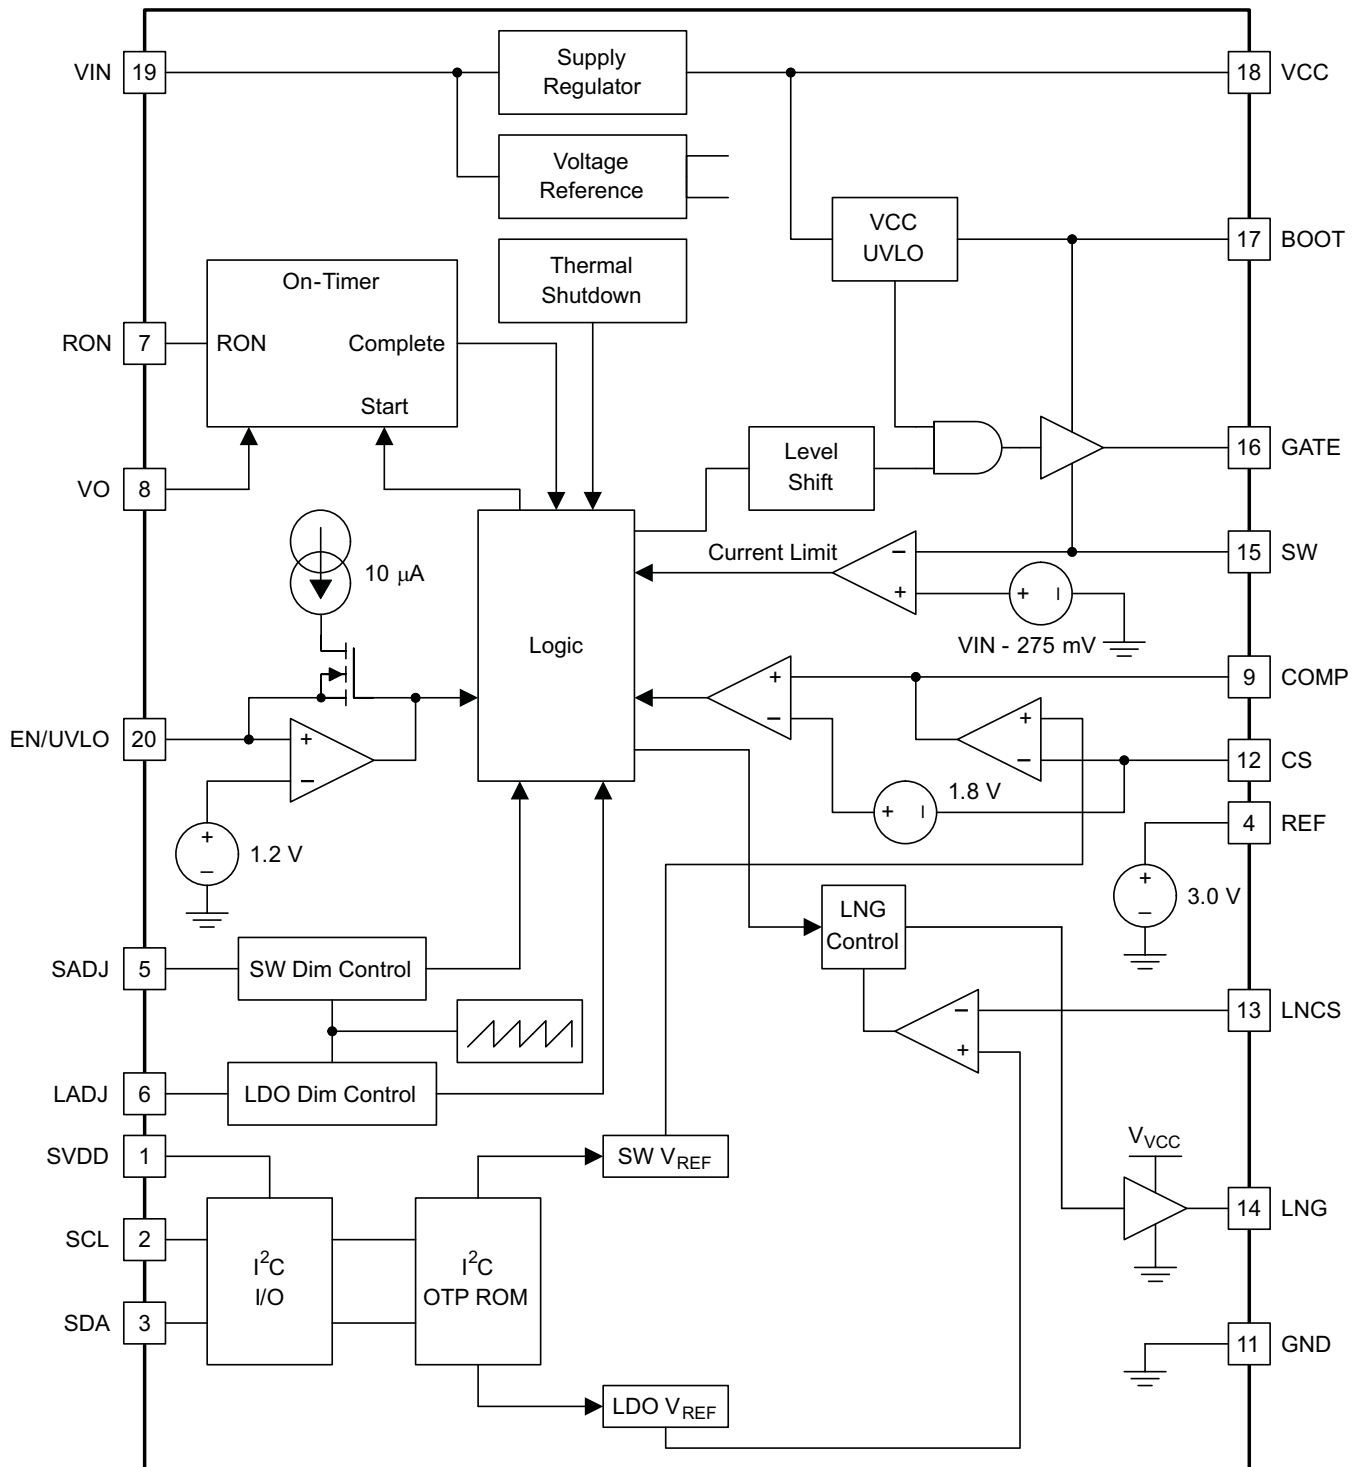 VIN 19
Supply
Regulator
18 VCC
Voltage
Reference
VCC
UVLO
17 BOOT
Thermal
Shutdown
On-Timer
RON 7
RON
Complete
Start
Level
Shift
16 GATE
VO 8
Current Limit
−
+
15 SW
10 μA
+ −
VIN - 275 mV
Logic
9 COMP
+
−
+
−
EN/UVLO 20
+
−
12 CS
1.8 V
+ −
4 REF
+
−
1.2 V
+
−
3.0 V
LNG
Control
SADJ 5
SW Dim Control
−
+
13 LNCS
LADJ 6
LDO Dim Control
SVDD 1
SW VREF
VVCC
SCL 2
I²C
I/O
I²C
OTP ROM
14 LNG
SDA 3
11 GND
LDO VREF